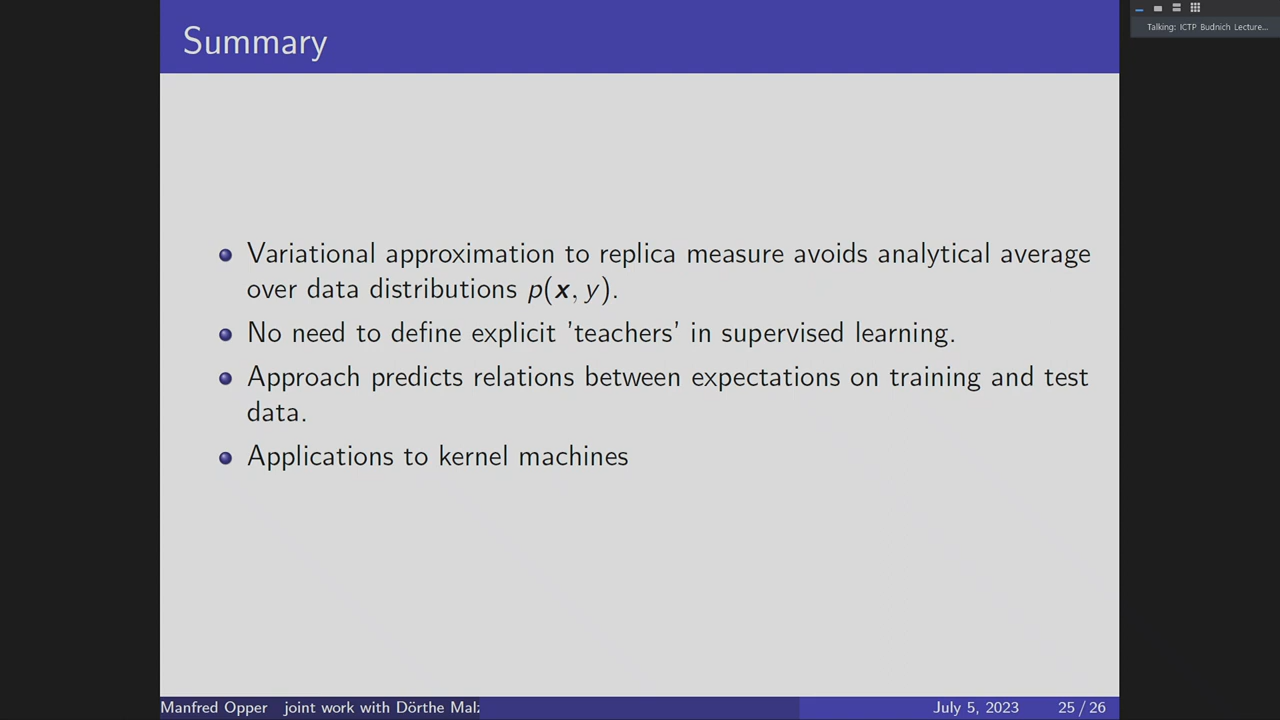 Summary
Talking: ICTP Budnich Lecture...
Variational approximation to replica measure avoids analytical average
over data distributions p(x, y).
No need to define explicit 'teachers' in supervised learning.
Approach predicts relations between expectations on training and test
data.
Applications to kernel machines
Manfred Opper joint work with Dörthe Malz
July 5, 2023 25 / 26